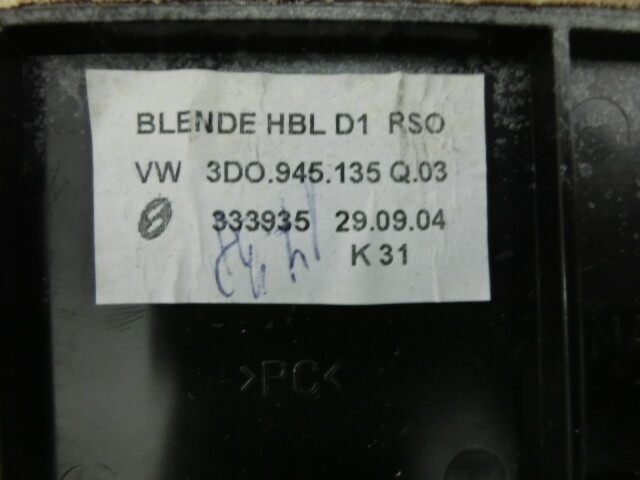 BLENDE HBL D1 RSO
VW 3DO.945.135 Q.03
333935 29.09.04
K 31
>PC<